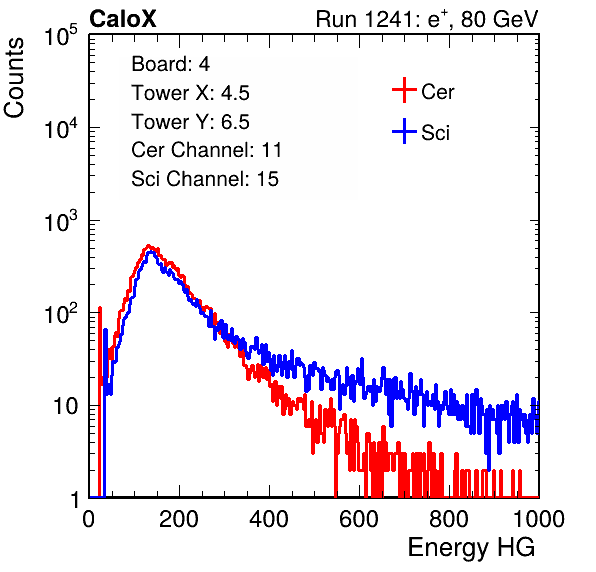 CaloX Run 1241: e⁺, 80 GeV
Counts
Board: 4
Tower X: 4.5
Tower Y: 6.5
Cer Channel: 11
Sci Channel: 15
Cer
Sci
10⁵
10⁴
10³
10²
10
1
0 200 400 600 800 1000
Energy HG